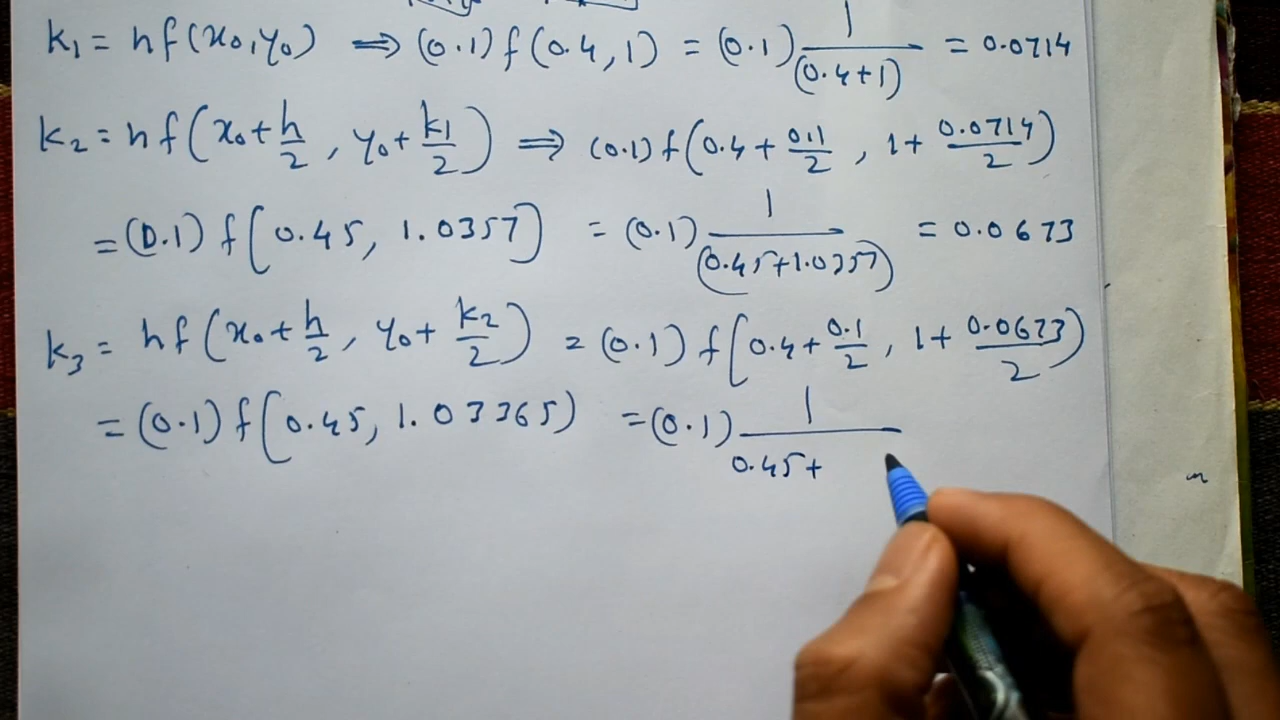 k₁ = hf(x₀, y₀) ⟹ (0.1) f(0.4, 1) = (0.1) 1/(0.4+1) = 0.0714
k₂ = hf(x₀+h/2, y₀+k₁/2) ⟹ (0.1) f(0.4+0.1/2, 1+0.0714/2)
= (0.1) f[0.45, 1.0357] = (0.1) 1/(0.45+1.0357) = 0.0673
k₃ = hf(x₀+h/2, y₀+k₂/2) = (0.1) f[0.4+0.1/2, 1+0.0673/2)
= (0.1) f(0.45, 1.03365) = (0.1) 1/0.45+